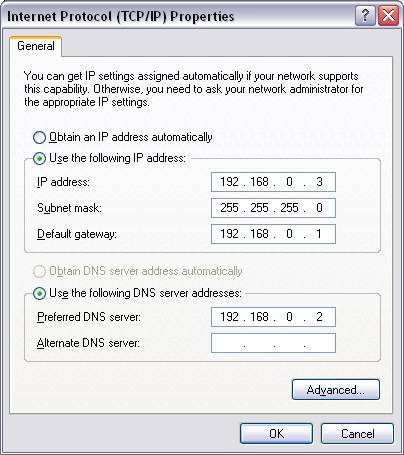 Internet Protocol (TCP/IP) Properties
General
You can get IP settings assigned automatically if your network supports
this capability. Otherwise, you need to ask your network administrator for
the appropriate IP settings.
Obtain an IP address automatically
Use the following IP address:
IP address: 192 . 168 . 0 . 3
Subnet mask: 255 . 255 . 255 . 0
Default gateway: 192 . 168 . 0 . 1
Obtain DNS server address automatically
Use the following DNS server addresses:
Preferred DNS server: 192 . 168 . 0 . 2
Alternate DNS server: . . .
Advanced...
OK Cancel